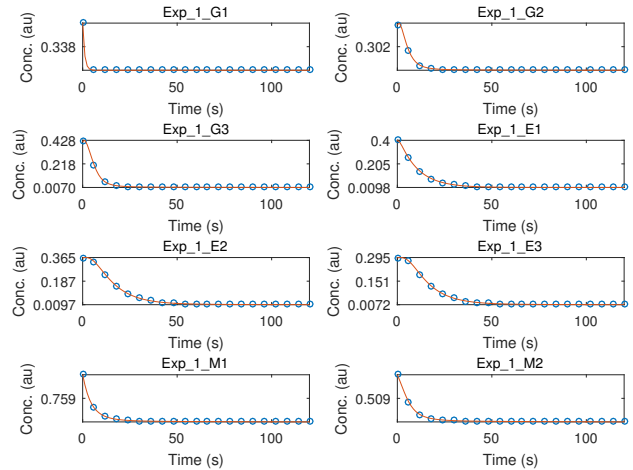 Exp_1_G1
Conc. (au)
0.338
0 50 100
Time (s)
Exp_1_G2
Conc. (au)
0.302
0 50 100
Time (s)
Exp_1_G3
Conc. (au)
0.428
0.218
0.0070
0 50 100
Time (s)
Exp_1_E1
Conc. (au)
0.4
0.205
0.0098
0 50 100
Time (s)
Exp_1_E2
Conc. (au)
0.365
0.187
0.0097
0 50 100
Time (s)
Exp_1_E3
Conc. (au)
0.295
0.151
0.0072
0 50 100
Time (s)
Exp_1_M1
Conc. (au)
0.759
0 50 100
Time (s)
Exp_1_M2
Conc. (au)
0.509
0 50 100
Time (s)